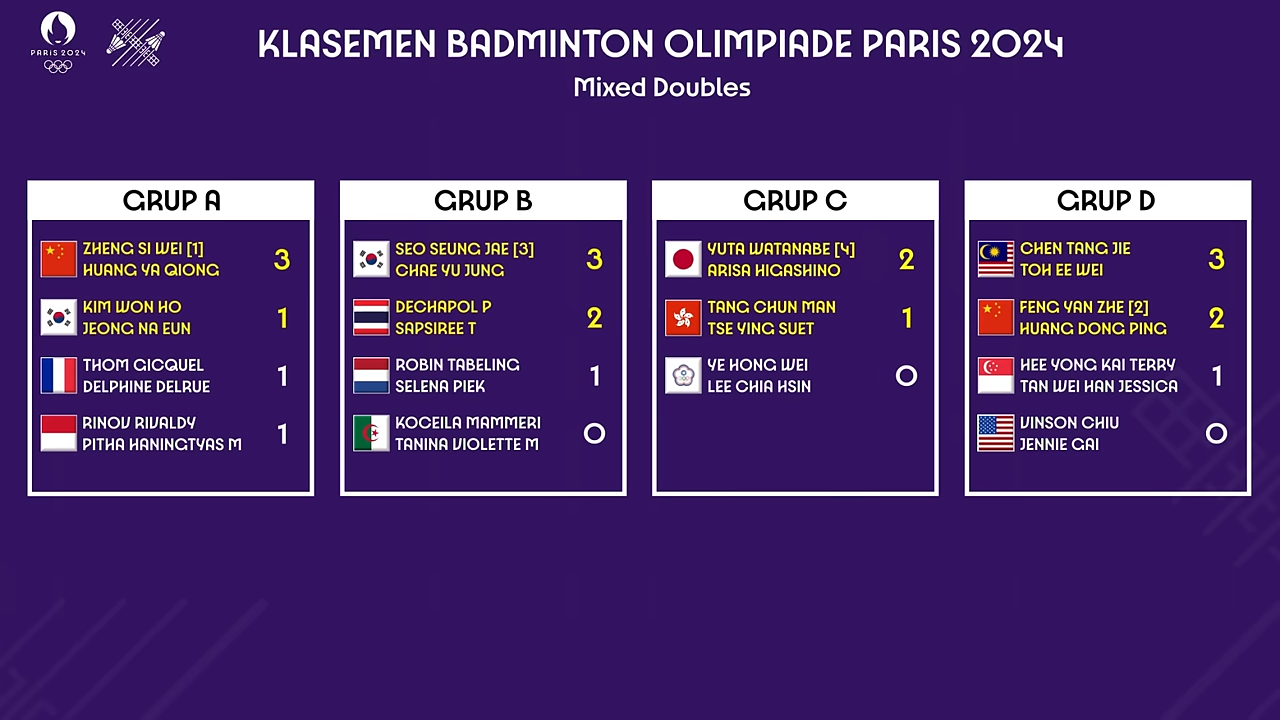 PARIS 2024
KLASEMEN BADMINTON OLIMPIADE PARIS 2024
Mixed Doubles
GRUP A
ZHENG SI WEI [1]
HUANG YA QIONG
3
KIM WON HO
JEONG NA EUN
1
THOM GICQUEL
DELPHINE DELRUE
1
RINOV RIVALDY
PITHA HANINGTYAS M
1
GRUP B
SEO SEUNG JAE [3]
CHAE YU JUNG
3
DECHAPOL P
SAPSIREE T
2
ROBIN TABELING
SELENA PIEK
1
KOCEILA MAMMERI
TANINA VIOLETTE M
0
GRUP C
YUTA WATANABE [4]
ARISA HIGASHINO
2
TANG CHUN MAN
TSE YING SUET
1
YE HONG WEI
LEE CHIA HSIN
0
GRUP D
CHEN TANG JIE
TOH EE WEI
3
FENG YAN ZHE [2]
HUANG DONG PING
2
HEE YONG KAI TERRY
TAN WEI HAN JESSICA
1
VINSON CHIU
JENNIE GAI
0